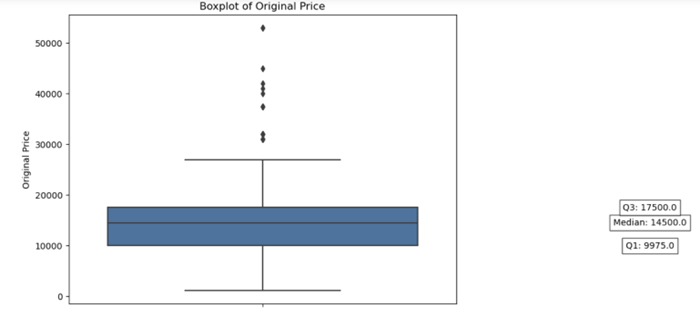 Boxplot of Original Price
Original Price
50000
40000
30000
20000
10000
0
Q3: 17500.0
Median: 14500.0
Q1: 9975.0